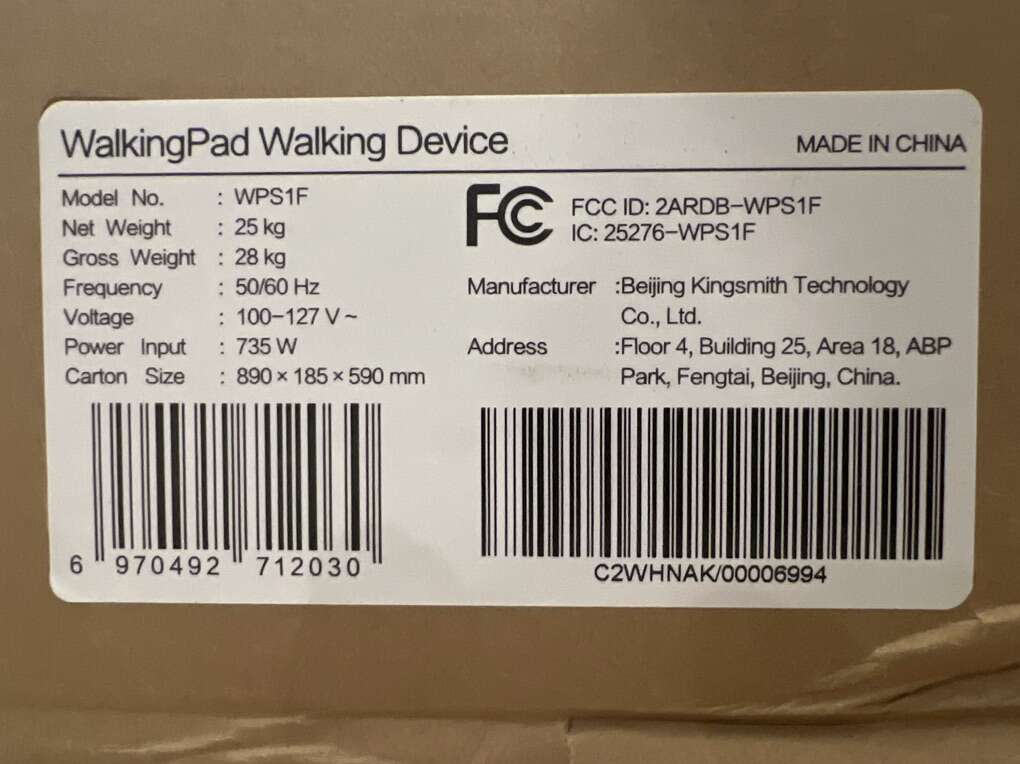 WalkingPad Walking Device
MADE IN CHINA
Model No. : WPS1F
Net Weight : 25 kg
Gross Weight : 28 kg
Frequency : 50/60 Hz
Voltage : 100-127 V ~
Power Input : 735 W
Carton Size : 890 × 185 × 590 mm
FC
FCC ID: 2ARDB-WPS1F
IC: 25276-WPS1F
Manufacturer :Beijing Kingsmith Technology
Co., Ltd.
Address :Floor 4, Building 25, Area 18, ABP
Park, Fengtai, Beijing, China.
6 970492 712030
C2WHNAK/00006994